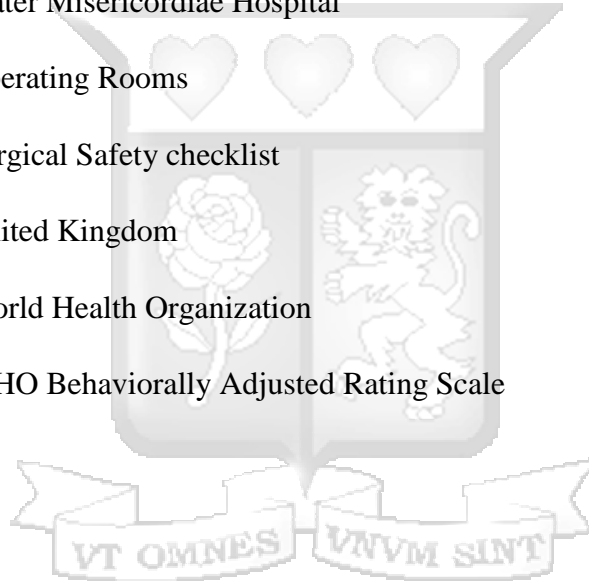 ater Misericordiae Hospital
perating Rooms
rgical Safety checklist
ited Kingdom
orld Health Organization
HO Behaviorally Adjusted Rating Scale
VT OMNES VNVM SINT